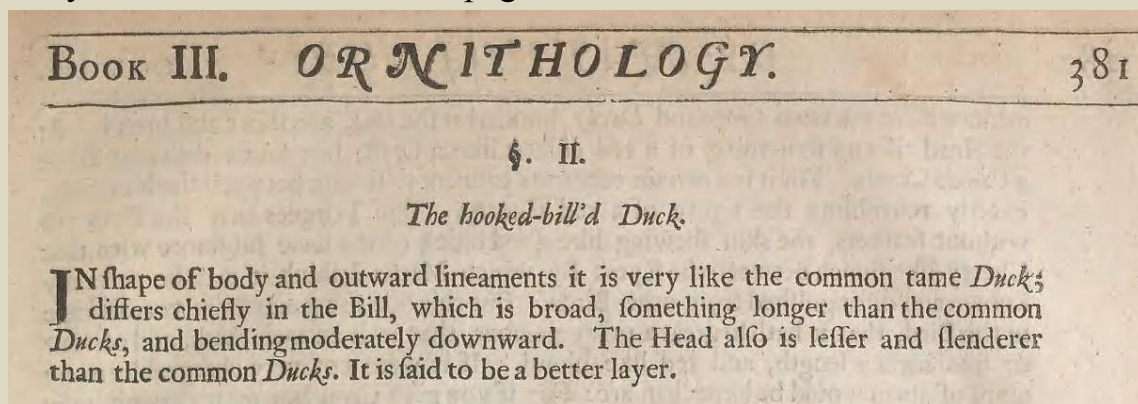 BOOK III. ORNITHOLOGY. 381
§. II.
The hooked-bill'd Duck.
IN ſhape of body and outward lineaments it is very like the common tame Duck;
differs chiefly in the Bill, which is broad, ſomething longer than the common
Ducks, and bending moderately downward. The Head alſo is leſſer and ſlenderer
than the common Ducks. It is ſaid to be a better layer.